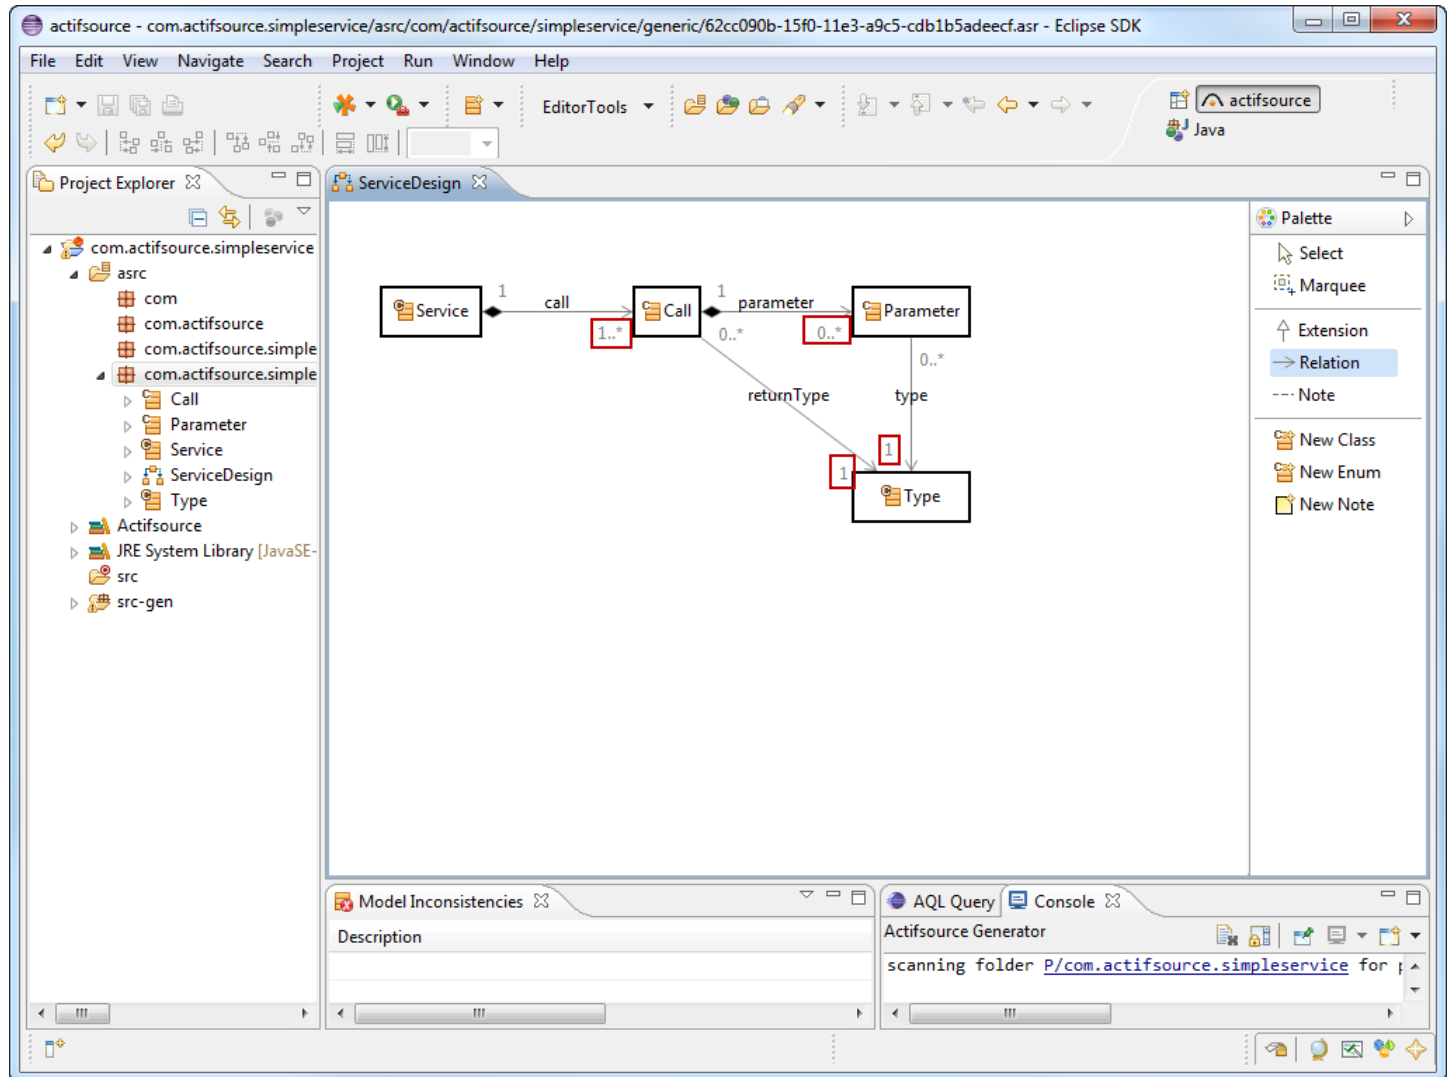 actifsource - com.actifsource.simpleservice/asrc/com/actifsource/simpleservice/generic/62cc090b-15f0-11e3-a9c5-cdb1b5adeecf.asr - Eclipse SDK
File Edit View Navigate Search Project Run Window Help
EditorTools
actifsource
Java
Project Explorer
com.actifsource.simpleservice
asrc
com
com.actifsource
com.actifsource.simple
com.actifsource.simple
Call
Parameter
Service
ServiceDesign
Type
Actifsource
JRE System Library [JavaSE-
src
src-gen
ServiceDesign
1 1
call parameter
Service Call Parameter
1..* 0..* 0..*
0..*
returnType type
1
1
Type
Palette
Select
Marquee
Extension
Relation
Note
New Class
New Enum
New Note
Model Inconsistencies
Description
AQL Query Console
Actifsource Generator
scanning folder P/com.actifsource.simpleservice for